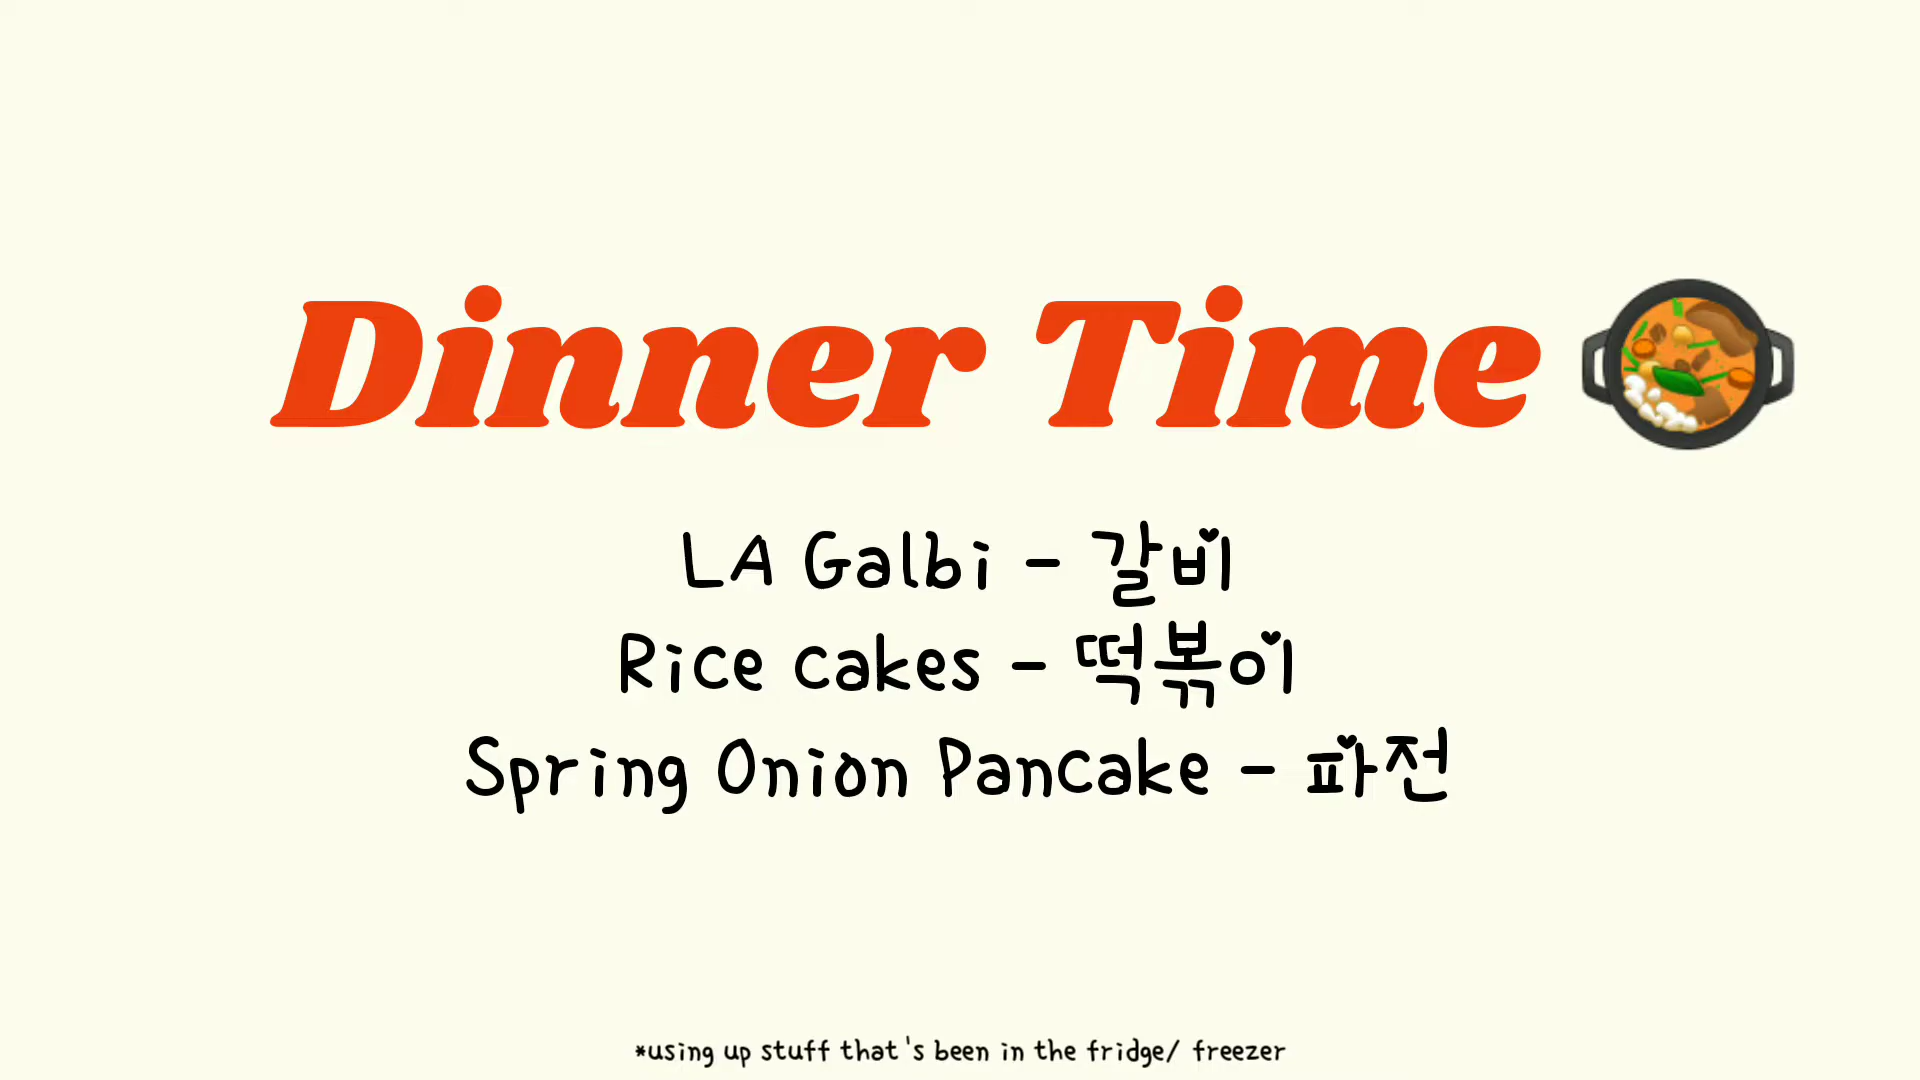 Dinner Time
LA Galbi - 갈비
Rice cakes - 떡볶이
Spring Onion Pancake - 파전
*using up stuff that's been in the fridge/ freezer